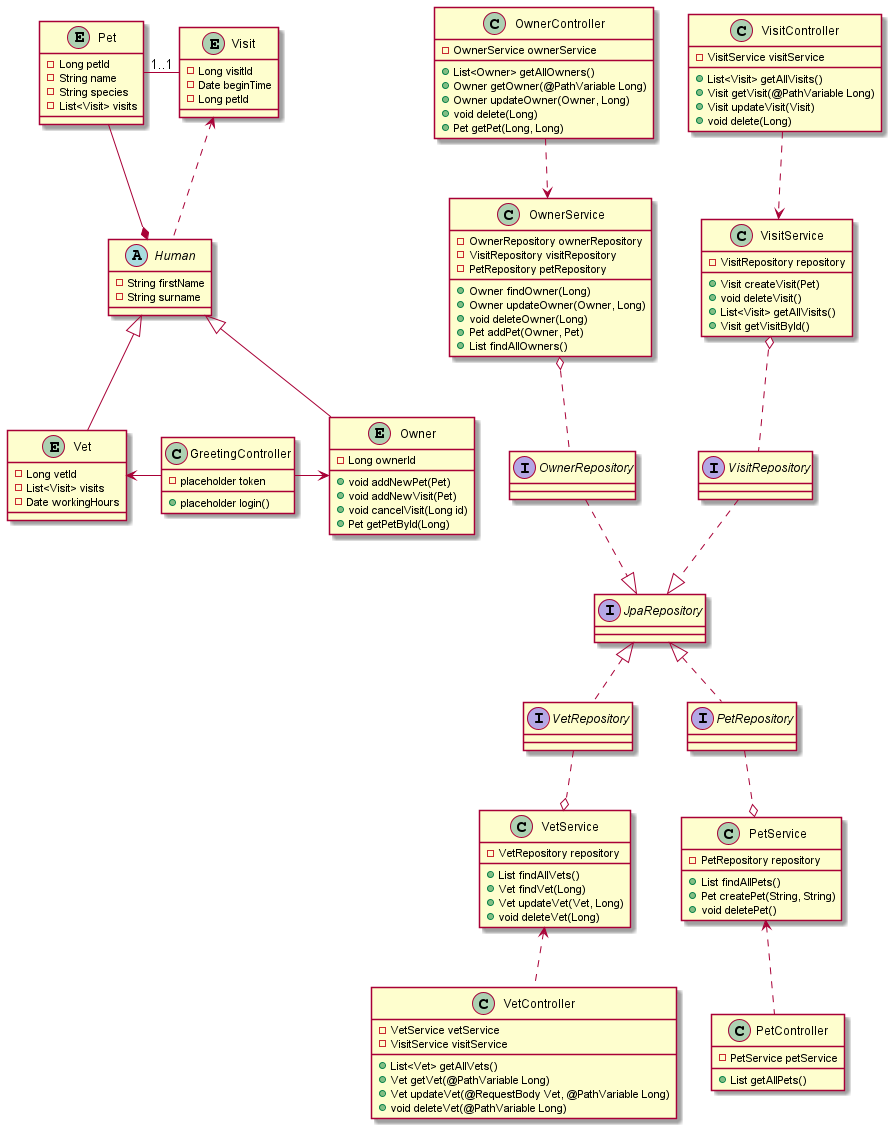 E Pet
Long petId
String name
String species
List<Visit> visits
1..1
E Visit
Long visitId
Date beginTime
Long petId
A Human
String firstName
String surname
E Vet
Long vetId
List<Visit> visits
Date workingHours
C GreetingController
placeholder token
placeholder login()
E Owner
Long ownerId
void addNewPet(Pet)
void addNewVisit(Pet)
void cancelVisit(Long id)
Pet getPetById(Long)
C OwnerController
OwnerService ownerService
List<Owner> getAllOwners()
Owner getOwner(@PathVariable Long)
Owner updateOwner(Owner, Long)
void delete(Long)
Pet getPet(Long, Long)
C VisitController
VisitService visitService
List<Visit> getAllVisits()
Visit getVisit(@PathVariable Long)
Visit updateVisit(Visit)
void delete(Long)
C OwnerService
OwnerRepository ownerRepository
VisitRepository visitRepository
PetRepository petRepository
Owner findOwner(Long)
Owner updateOwner(Owner, Long)
void deleteOwner(Long)
Pet addPet(Owner, Pet)
List findAllOwners()
C VisitService
VisitRepository repository
Visit createVisit(Pet)
void deleteVisit()
List<Visit> getAllVisits()
Visit getVisitById()
I OwnerRepository
I VisitRepository
I JpaRepository
I VetRepository
I PetRepository
C VetService
VetRepository repository
List findAllVets()
Vet findVet(Long)
Vet updateVet(Vet, Long)
void deleteVet(Long)
C PetService
PetRepository repository
List findAllPets()
Pet createPet(String, String)
void deletePet()
C VetController
VetService vetService
VisitService visitService
List<Vet> getAllVets()
Vet getVet(@PathVariable Long)
Vet updateVet(@RequestBody Vet, @PathVariable Long)
void deleteVet(@PathVariable Long)
C PetController
PetService petService
List getAllPets()